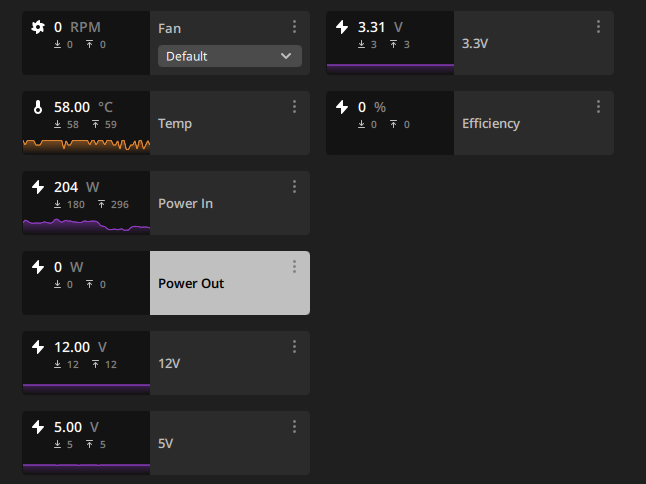 0 RPM
0 0
Fan
Default
58.00 °C
58 59
Temp
204 W
180 296
Power In
0 W
0 0
Power Out
12.00 V
12 12
12V
5.00 V
5 5
5V
3.31 V
3 3
3.3V
0 %
0 0
Efficiency